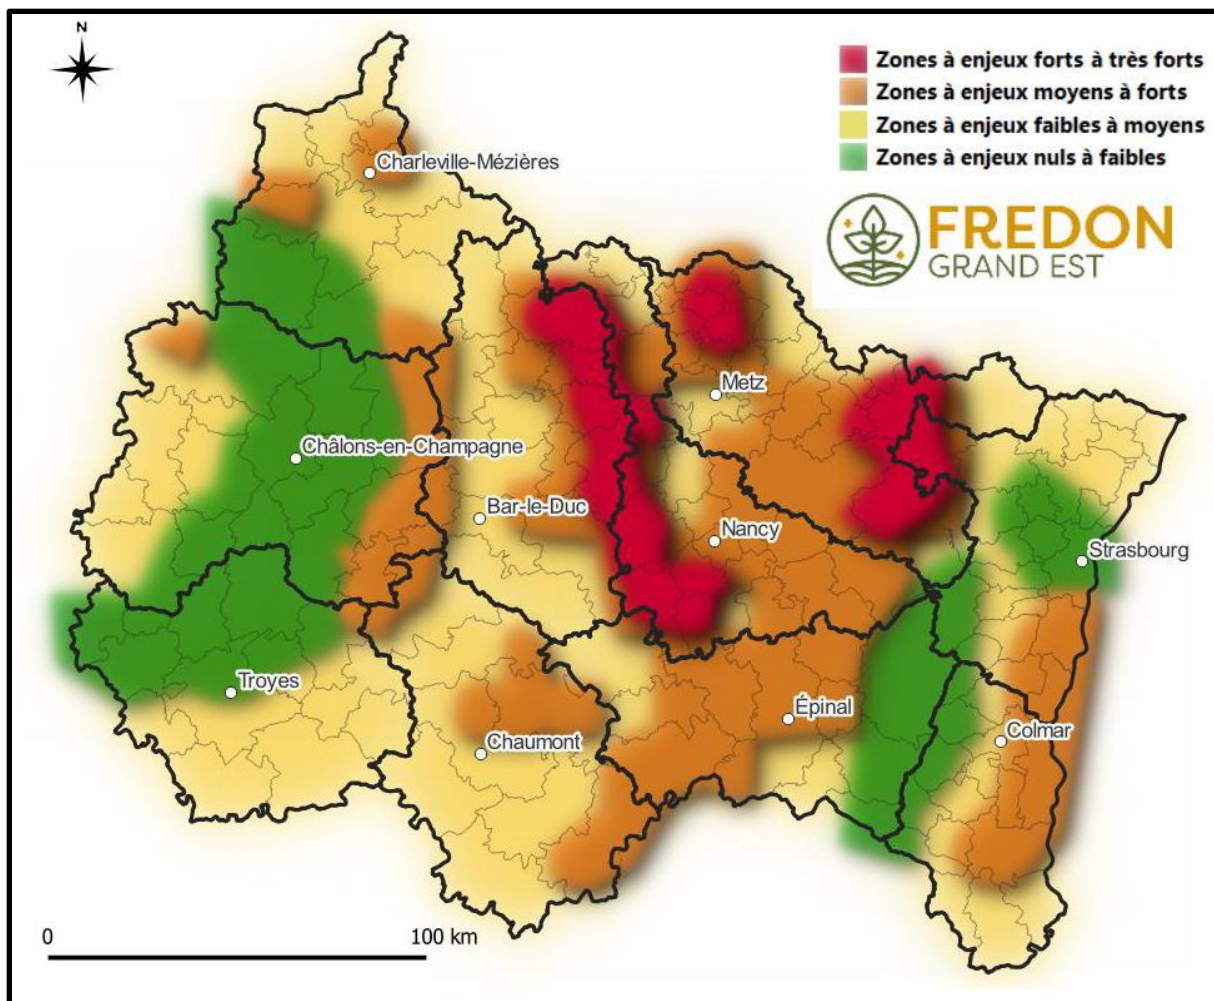 N
Zones à enjeux forts à très forts
Zones à enjeux moyens à forts
Zones à enjeux faibles à moyens
Zones à enjeux nuls à faibles
FREDON
GRAND EST
Charleville-Mézières
Metz
Châlons-en-Champagne
Bar-le-Duc
Nancy
Strasbourg
Troyes
Épinal
Colmar
Chaumont
0 100 km